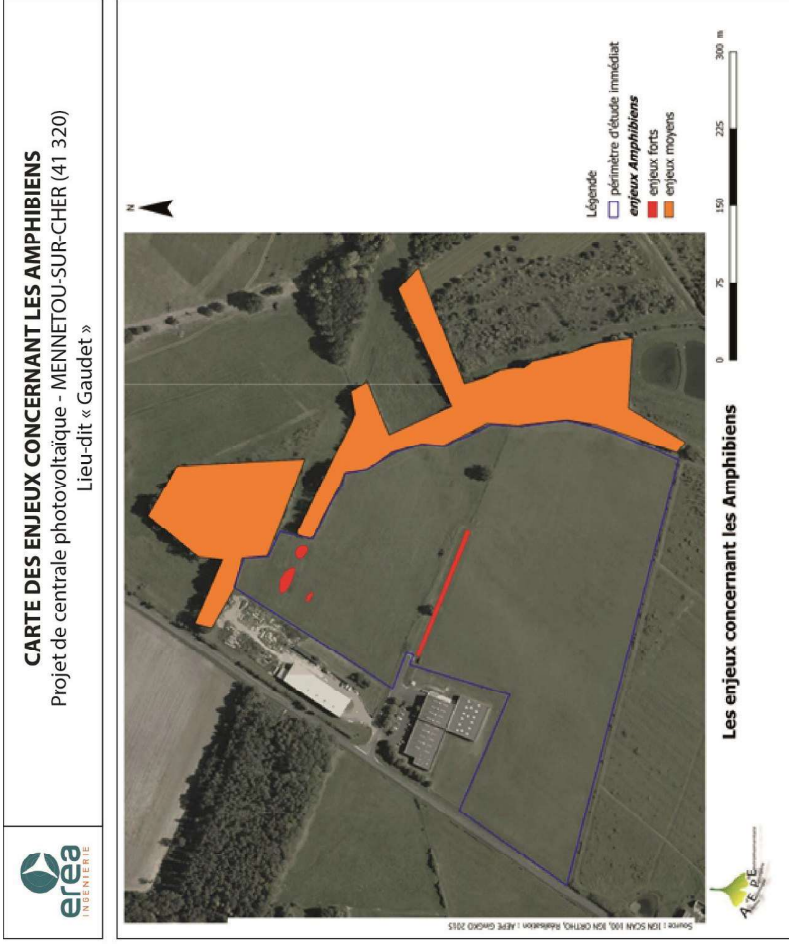 erea
INGENIERIE
CARTE DES ENJEUX CONCERNANT LES AMPHIBIENS
Projet de centrale photovoltaïque - MENNETOU-SUR-CHER (41 320)
Lieu-dit « Gaudet »
N
Légende
périmètre d'étude immédiat
enjeux Amphibiens
enjeux forts
enjeux moyens
0 75 150 225 300 m
Les enjeux concernant les Amphibiens
Source : IGN SCAN 100, IGN ORTHO, Réalisation : AEPE GINGKO 2015